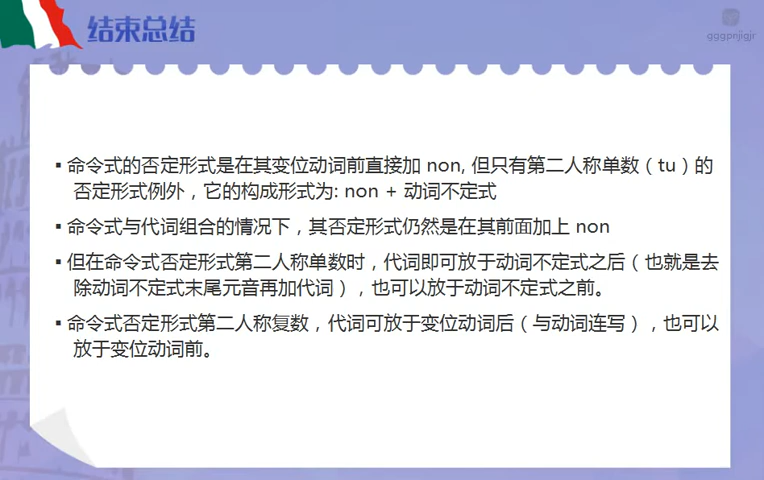 结束总结
gggpnjigjr
▪ 命令式的否定形式是在其变位动词前直接加 non, 但只有第二人称单数（tu）的
否定形式例外，它的构成形式为: non + 动词不定式
▪ 命令式与代词组合的情况下，其否定形式仍然是在其前面加上 non
▪ 但在命令式否定形式第二人称单数时，代词即可放于动词不定式之后（也就是去
除动词不定式末尾元音再加代词），也可以放于动词不定式之前。
▪ 命令式否定形式第二人称复数，代词可放于变位动词后（与动词连写），也可以
放于变位动词前。